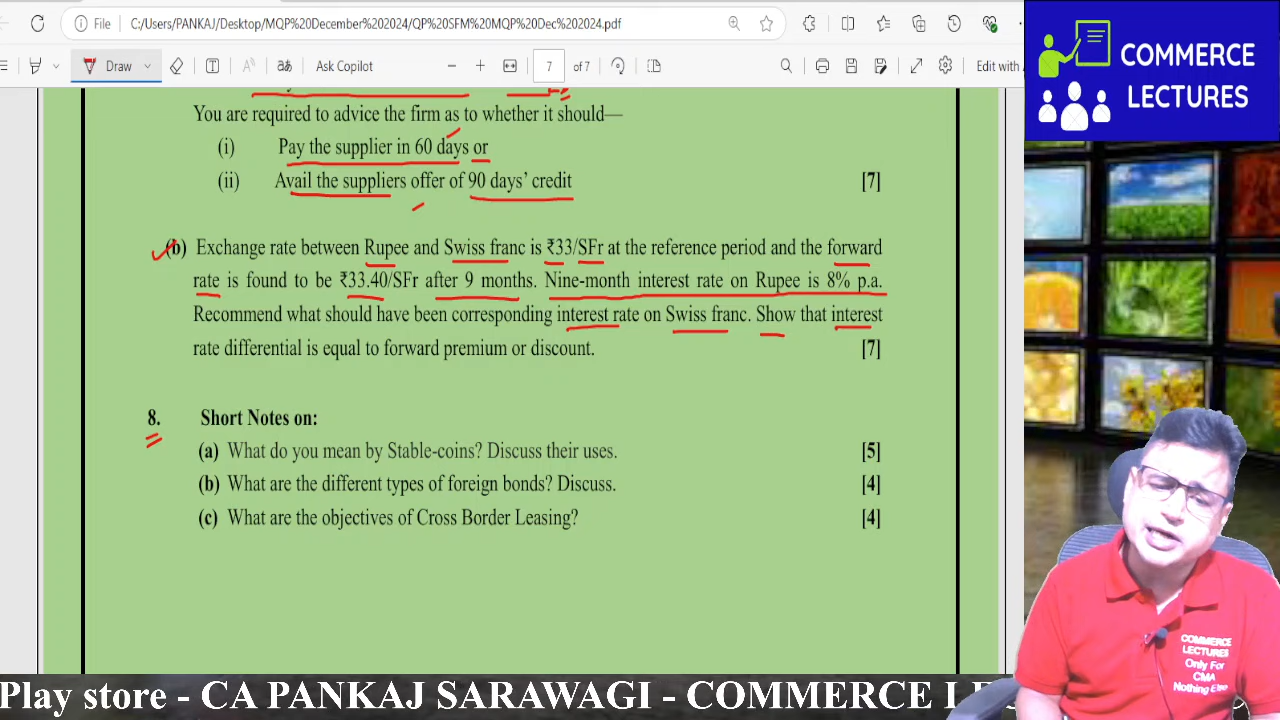 File
C:/Users/PANKAJ/Desktop/MQP%20December%202024/QP%20SFM%20MQP%20Dec%202024.pdf
Draw
Ask Copilot
7 of 7
Edit with
COMMERCE
LECTURES
You are required to advice the firm as to whether it should—
(i) Pay the supplier in 60 days or
(ii) Avail the suppliers offer of 90 days’ credit [7]
(b) Exchange rate between Rupee and Swiss franc is ₹33/SFr at the reference period and the forward
rate is found to be ₹33.40/SFr after 9 months. Nine-month interest rate on Rupee is 8% p.a.
Recommend what should have been corresponding interest rate on Swiss franc. Show that interest
rate differential is equal to forward premium or discount. [7]
8. Short Notes on:
(a) What do you mean by Stable-coins? Discuss their uses. [5]
(b) What are the different types of foreign bonds? Discuss. [4]
(c) What are the objectives of Cross Border Leasing? [4]
COMMERCE
LECTURES
Only For
CMA
Play store - CA PANKAJ SARAWAGI - COMMERCE